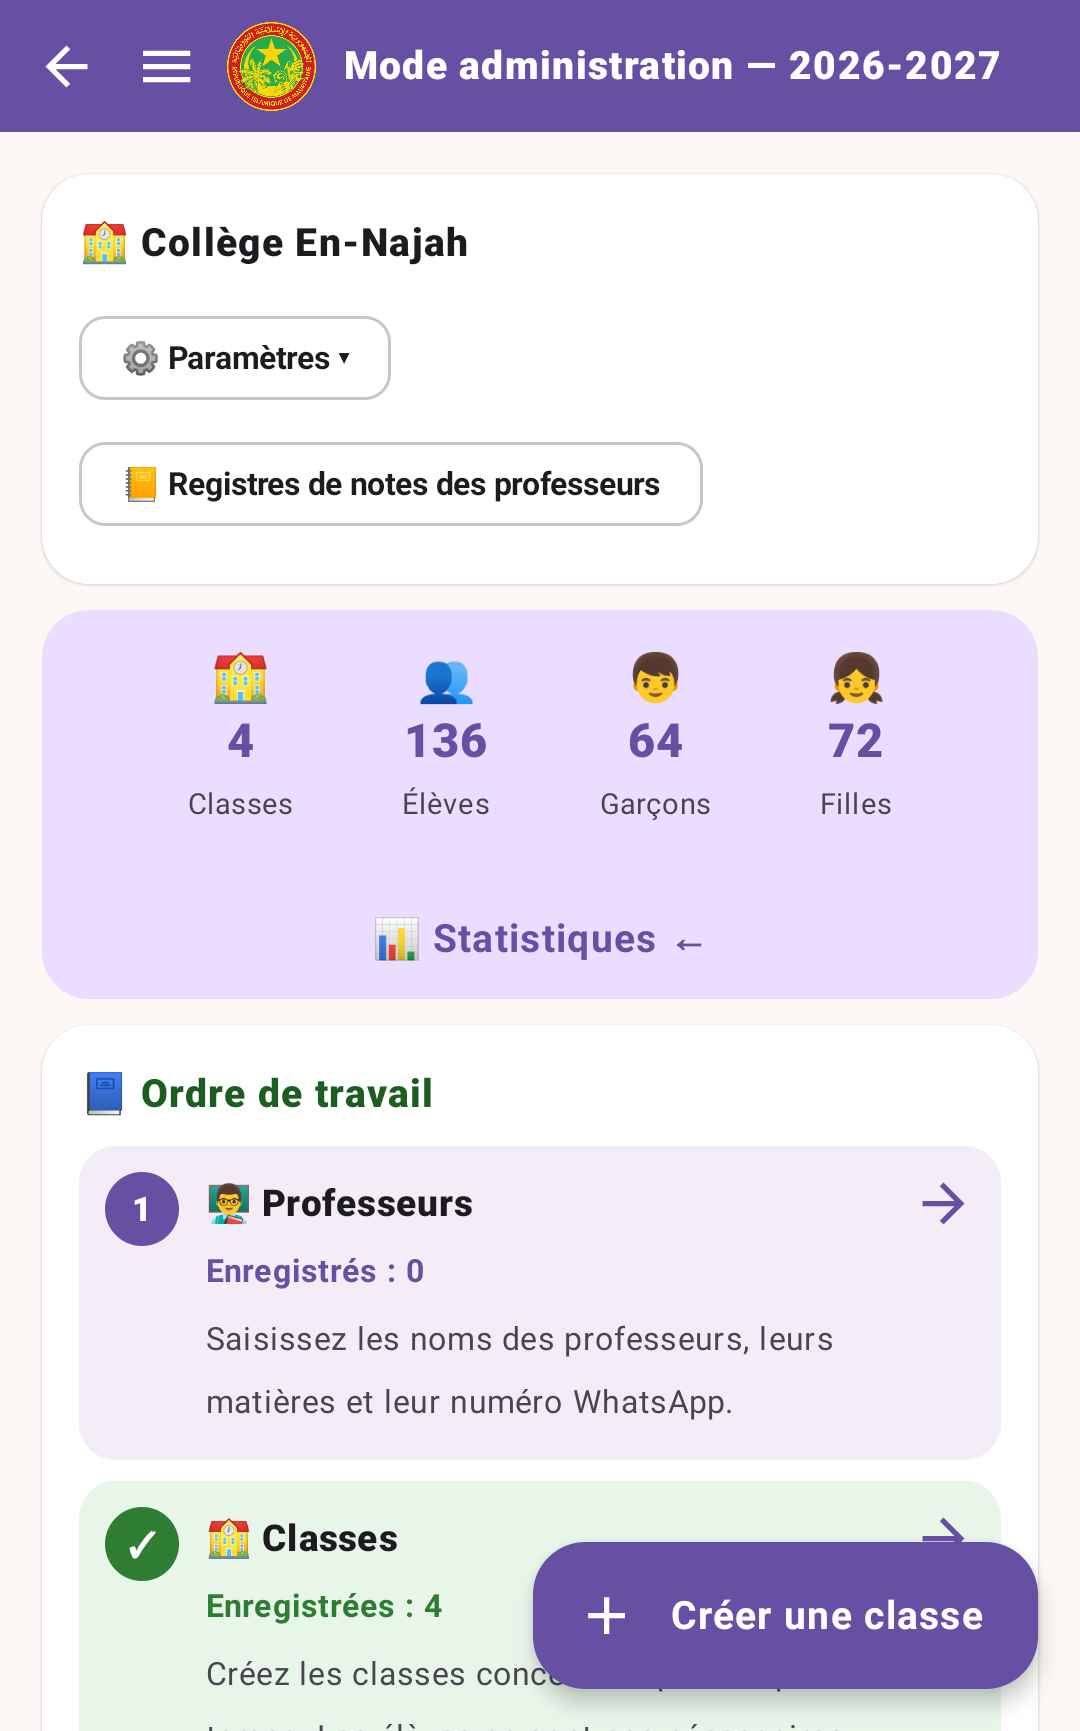 Mode administration — 2026-2027
🏫 Collège En-Najah
⚙️ Paramètres ▾
📒 Registres de notes des professeurs
4
136
64
72
Classes
Élèves
Garçons
Filles
📊 Statistiques ←
📘 Ordre de travail
1
👨‍🏫 Professeurs
Enregistrés : 0
Saisissez les noms des professeurs, leurs
matières et leur numéro WhatsApp.
✓
🏫 Classes
Enregistrées : 4
+ Créer une classe
Créez les classes